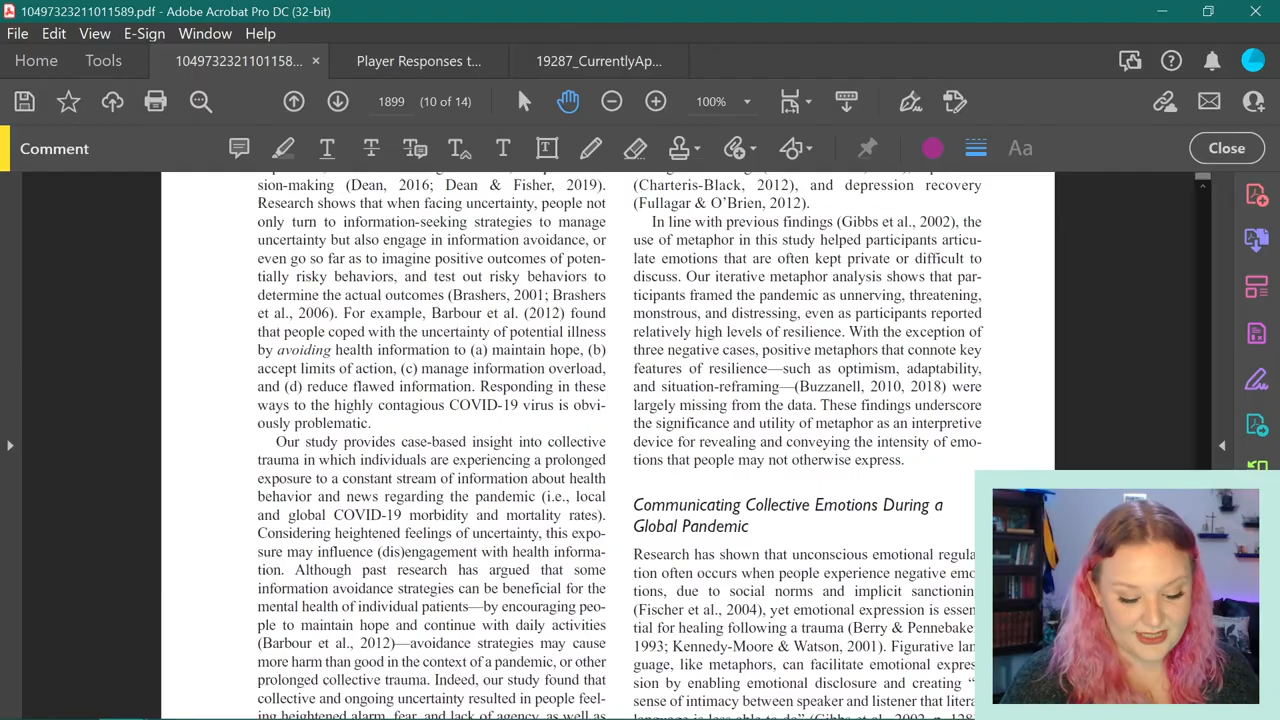 10497323211011589.pdf - Adobe Acrobat Pro DC (32-bit)
File Edit View E-Sign Window Help
Home Tools 1049732321101158... × Player Responses t... 19287_CurrentlyAp...
1899 (10 of 14) 100%
Comment
T T T T T Aa Close
sion-making (Dean, 2016; Dean & Fisher, 2019).
Research shows that when facing uncertainty, people not
only turn to information-seeking strategies to manage
uncertainty but also engage in information avoidance, or
even go so far as to imagine positive outcomes of poten-
tially risky behaviors, and test out risky behaviors to
determine the actual outcomes (Brashers, 2001; Brashers
et al., 2006). For example, Barbour et al. (2012) found
that people coped with the uncertainty of potential illness
by avoiding health information to (a) maintain hope, (b)
accept limits of action, (c) manage information overload,
and (d) reduce flawed information. Responding in these
ways to the highly contagious COVID-19 virus is obvi-
ously problematic.
Our study provides case-based insight into collective
trauma in which individuals are experiencing a prolonged
exposure to a constant stream of information about health
behavior and news regarding the pandemic (i.e., local
and global COVID-19 morbidity and mortality rates).
Considering heightened feelings of uncertainty, this expo-
sure may influence (dis)engagement with health informa-
tion. Although past research has argued that some
information avoidance strategies can be beneficial for the
mental health of individual patients—by encouraging peo-
ple to maintain hope and continue with daily activities
(Barbour et al., 2012)—avoidance strategies may cause
more harm than good in the context of a pandemic, or other
prolonged collective trauma. Indeed, our study found that
collective and ongoing uncertainty resulted in people feel-
ing heightened alarm, fear, and lack of agency, as well as
(Charteris-Black, 2012), and depression recovery
(Fullagar & O'Brien, 2012).
In line with previous findings (Gibbs et al., 2002), the
use of metaphor in this study helped participants articu-
late emotions that are often kept private or difficult to
discuss. Our iterative metaphor analysis shows that par-
ticipants framed the pandemic as unnerving, threatening,
monstrous, and distressing, even as participants reported
relatively high levels of resilience. With the exception of
three negative cases, positive metaphors that connote key
features of resilience—such as optimism, adaptability,
and situation-reframing—(Buzzanell, 2010, 2018) were
largely missing from the data. These findings underscore
the significance and utility of metaphor as an interpretive
device for revealing and conveying the intensity of emo-
tions that people may not otherwise express.
Communicating Collective Emotions During a
Global Pandemic
Research has shown that unconscious emotional regula
tion often occurs when people experience negative emo
tions, due to social norms and implicit sanctionin
(Fischer et al., 2004), yet emotional expression is essen
tial for healing following a trauma (Berry & Pennebake
1993; Kennedy-Moore & Watson, 2001). Figurative lan
guage, like metaphors, can facilitate emotional expres
sion by enabling emotional disclosure and creating "
sense of intimacy between speaker and listener that litera
language is less able to do" (Gibbs et al., 2002, p. 128